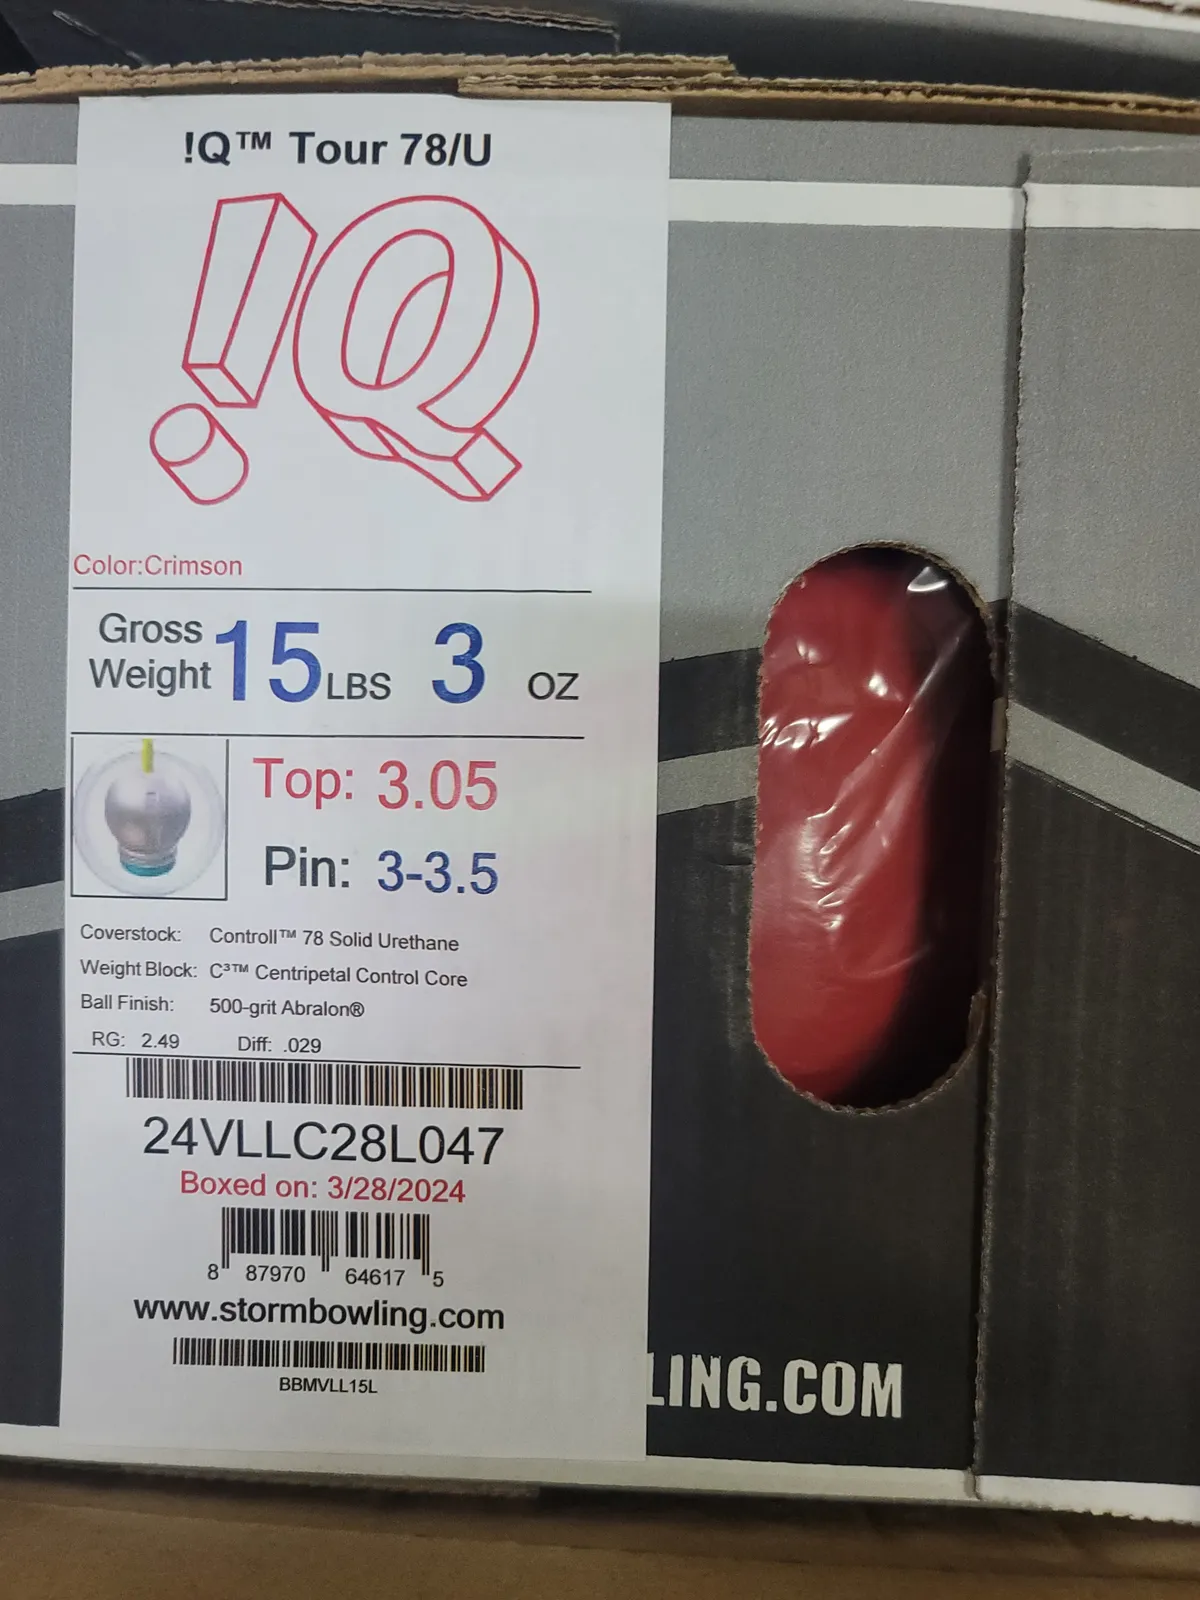 !Q™ Tour 78/U
!Q
Color:Crimson
Gross Weight 15 LBS 3 OZ
Top: 3.05
Pin: 3-3.5
Coverstock: Controll™ 78 Solid Urethane
Weight Block: C³™ Centripetal Control Core
Ball Finish: 500-grit Abralon®
RG: 2.49 Diff: .029
24VLLC28L047
Boxed on: 3/28/2024
8 87970 64617 5
www.stormbowling.com
BBMVLL15L
LING.COM